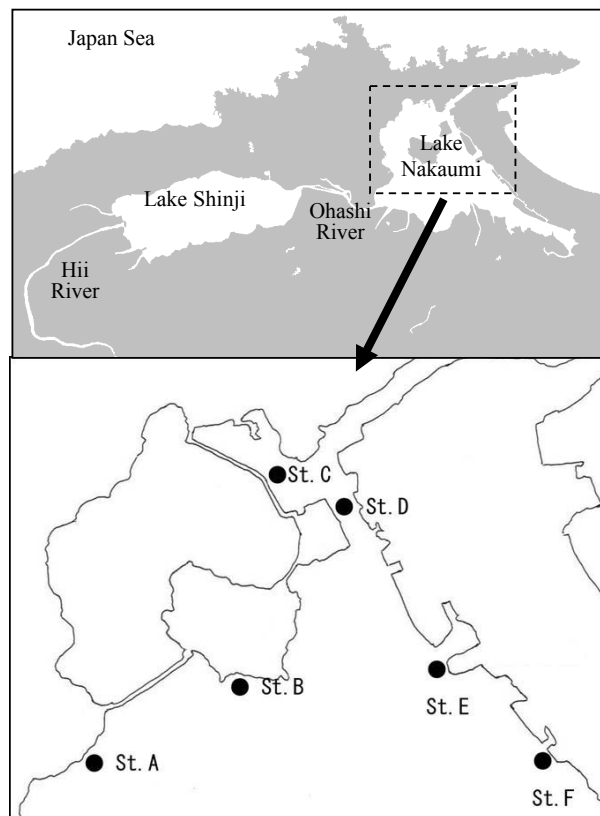 Japan Sea
Lake
Nakaumi
Lake Shinji
Ohashi
River
Hii
River
St. C
St. D
St. B
St. E
St. A
St. F